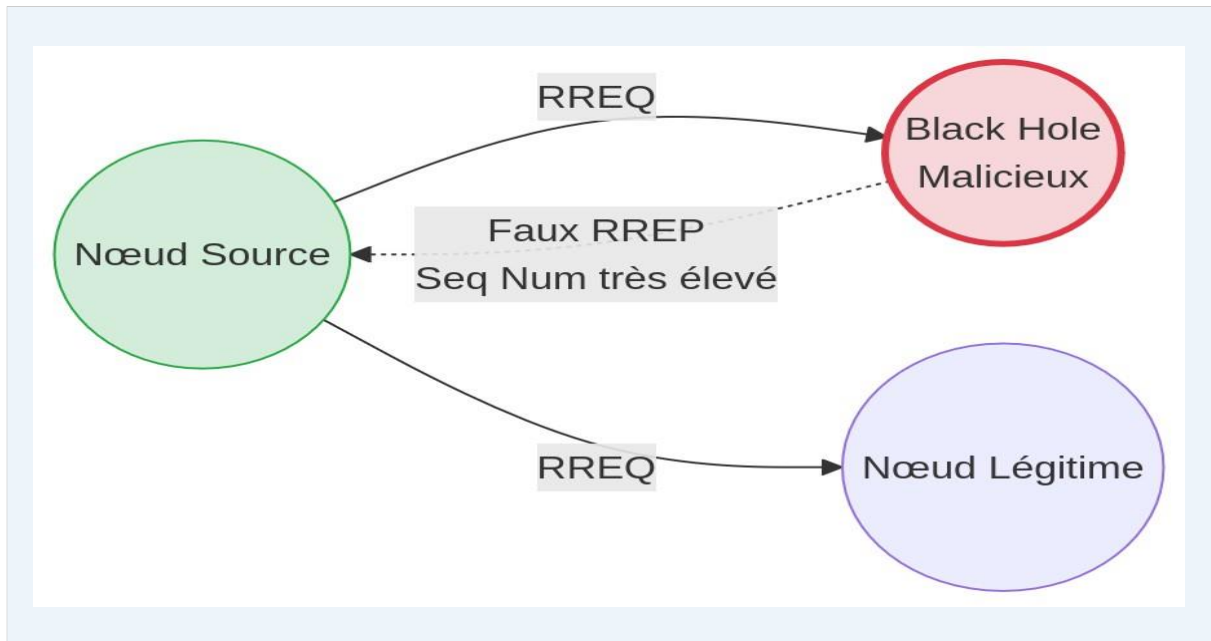 RREQ
Black Hole
Malicieux
Nœud Source
Faux RREP
Seq Num très élevé
RREQ
Nœud Légitime